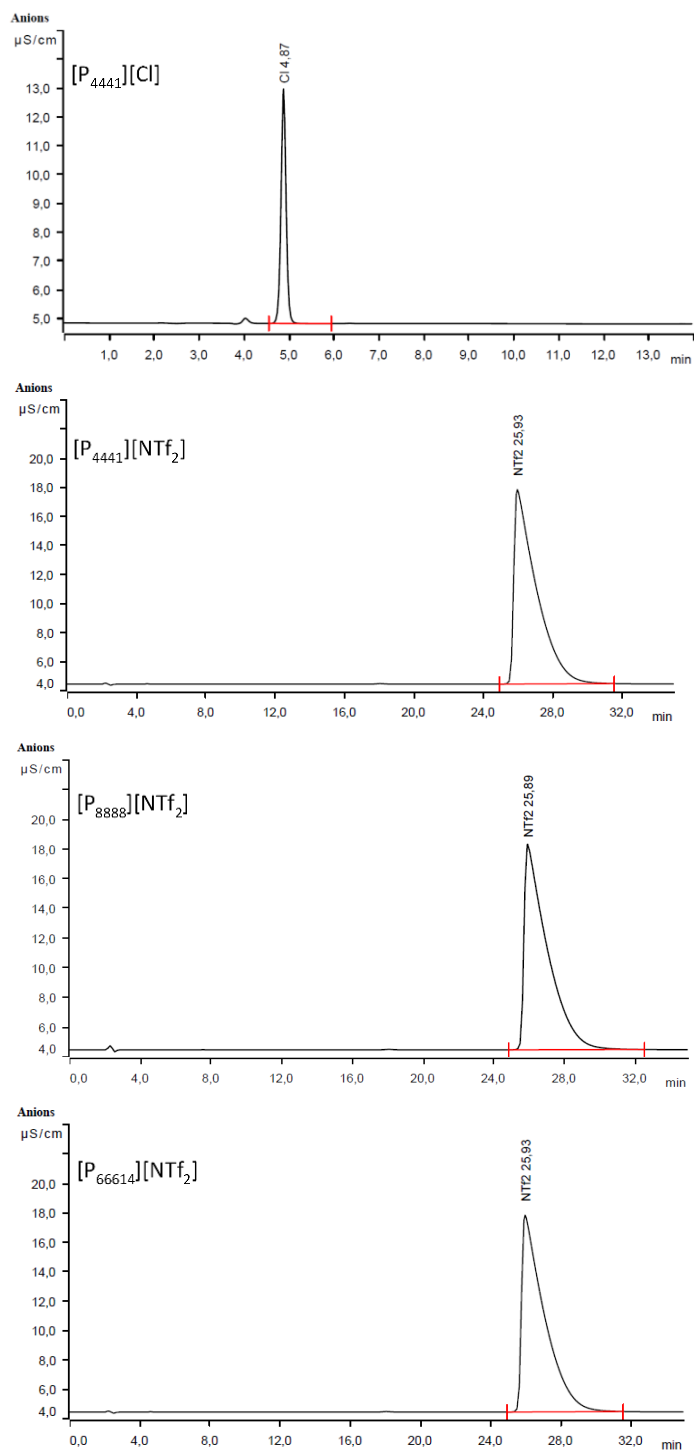 Anions
µS/cm
[P4441][Cl]
Cl 4,87
13,0
12,0
11,0
10,0
9,0
8,0
7,0
6,0
5,0
1,0 2,0 3,0 4,0 5,0 6,0 7,0 8,0 9,0 10,0 11,0 12,0 13,0 min
Anions
µS/cm
[P4441][NTf2]
NTf2 25,93
20,0
18,0
16,0
14,0
12,0
10,0
8,0
6,0
4,0
0,0 4,0 8,0 12,0 16,0 20,0 24,0 28,0 32,0 min
Anions
µS/cm
[P8888][NTf2]
NTf2 25,89
20,0
18,0
16,0
14,0
12,0
10,0
8,0
6,0
4,0
0,0 4,0 8,0 12,0 16,0 20,0 24,0 28,0 32,0 min
Anions
µS/cm
[P66614][NTf2]
NTf2 25,93
20,0
18,0
16,0
14,0
12,0
10,0
8,0
6,0
4,0
0,0 4,0 8,0 12,0 16,0 20,0 24,0 28,0 32,0 min